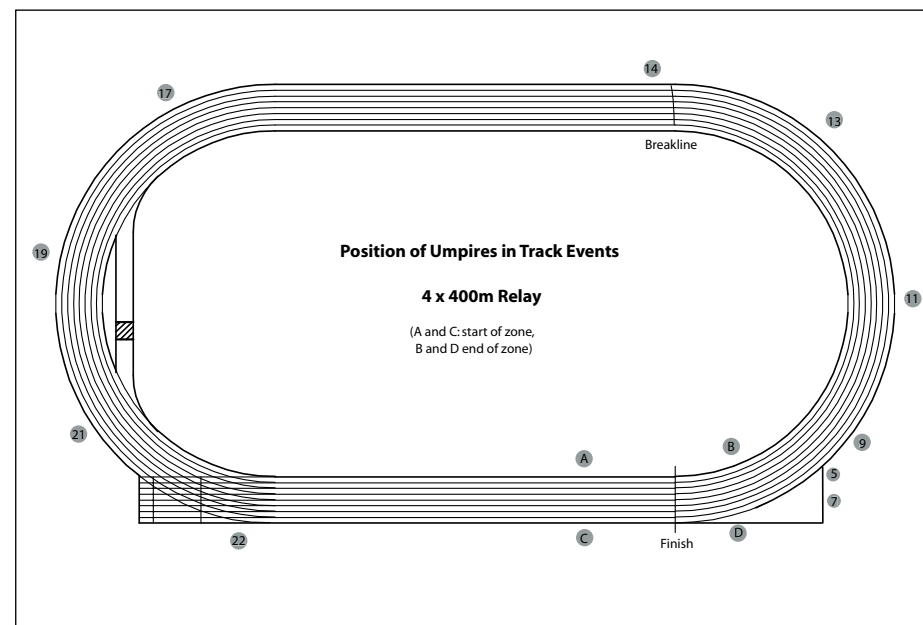 14
17
13
Breakline
Position of Umpires in Track Events
19
4 x 400m Relay
11
(A and C: start of zone,
B and D end of zone)
21
9
B
A
5
7
22
C
D
Finish